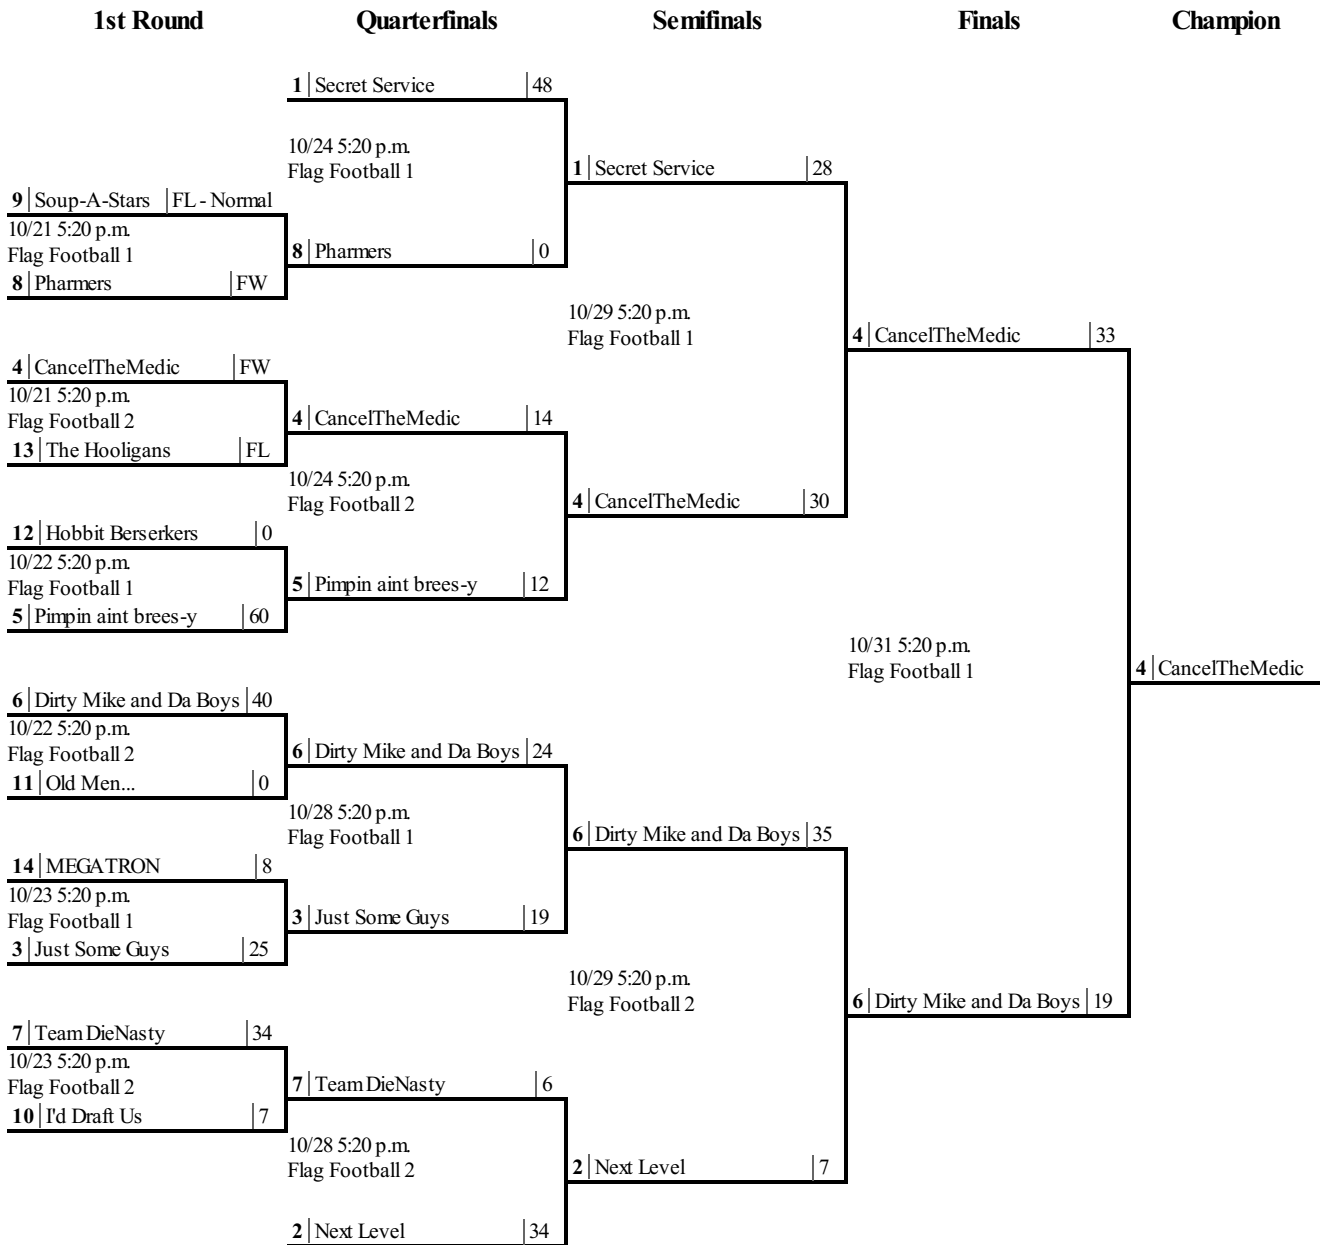 1st Round Quarterfinals Semifinals Finals Champion
1 Secret Service 48
10/24 5:20 p.m.
Flag Football 1
1 Secret Service 28
9 Soup-A-Stars FL - Normal
10/21 5:20 p.m.
Flag Football 1
8 Pharmers 0
8 Pharmers FW
10/29 5:20 p.m.
Flag Football 1
4 CancelTheMedic 33
4 CancelTheMedic FW
10/21 5:20 p.m.
Flag Football 2
4 CancelTheMedic 14
13 The Hooligans FL
10/24 5:20 p.m.
Flag Football 2
4 CancelTheMedic 30
12 Hobbit Berserkers 0
10/22 5:20 p.m.
Flag Football 1
5 Pimpin aint brees-y 12
5 Pimpin aint brees-y 60
10/31 5:20 p.m.
Flag Football 1
4 CancelTheMedic
6 Dirty Mike and Da Boys 40
10/22 5:20 p.m.
Flag Football 2
6 Dirty Mike and Da Boys 24
11 Old Men... 0
10/28 5:20 p.m.
Flag Football 1
6 Dirty Mike and Da Boys 35
14 MEGATRON 8
10/23 5:20 p.m.
Flag Football 1
3 Just Some Guys 19
3 Just Some Guys 25
10/29 5:20 p.m.
Flag Football 2
6 Dirty Mike and Da Boys 19
7 Team DieNasty 34
10/23 5:20 p.m.
Flag Football 2
7 Team DieNasty 6
10 I'd Draft Us 7
10/28 5:20 p.m.
Flag Football 2
2 Next Level 7
2 Next Level 34